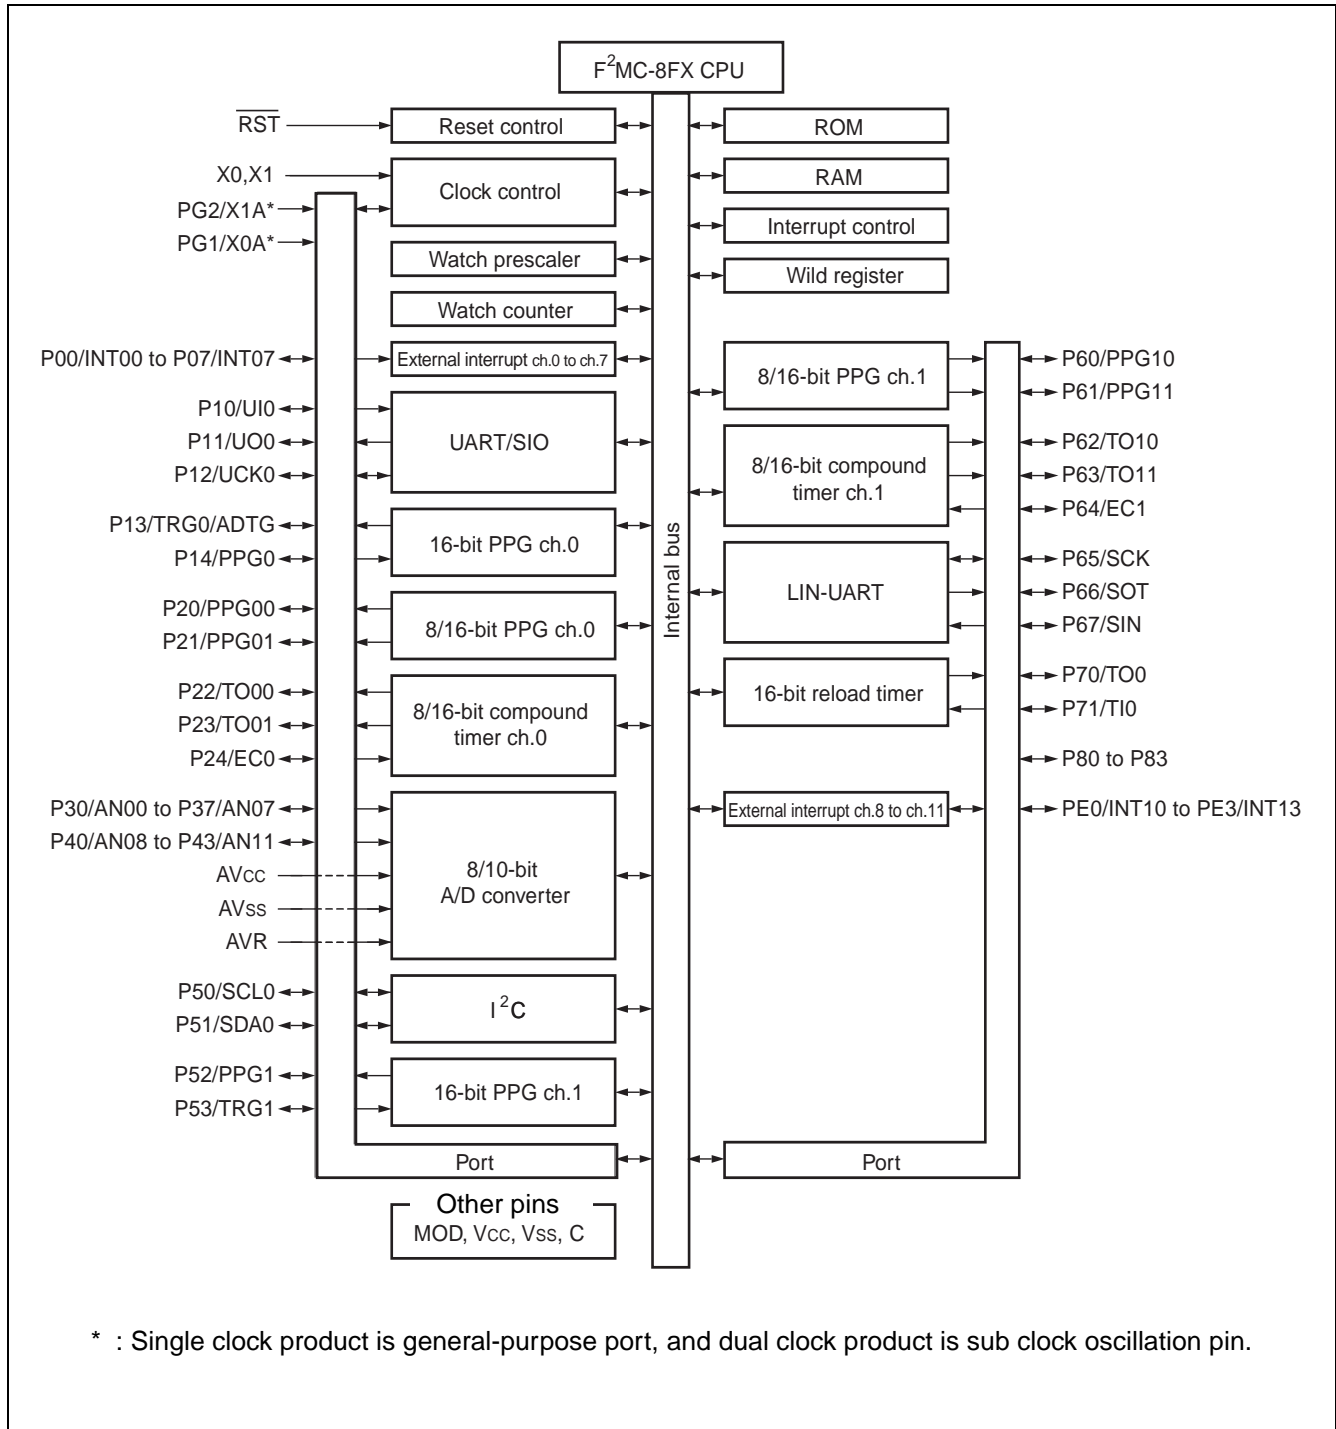 F2MC-8FX CPU
RST
Reset control
ROM
X0,X1
Clock control
RAM
PG2/X1A*
PG1/X0A*
Interrupt control
Watch prescaler
Wild register
Watch counter
P00/INT00 to P07/INT07
External interrupt ch.0 to ch.7
8/16-bit PPG ch.1
P60/PPG10
P61/PPG11
P10/UI0
P11/UO0
P12/UCK0
UART/SIO
8/16-bit compound
timer ch.1
P62/TO10
P63/TO11
P64/EC1
P13/TRG0/ADTG
P14/PPG0
16-bit PPG ch.0
Internal bus
LIN-UART
P65/SCK
P66/SOT
P67/SIN
P20/PPG00
P21/PPG01
8/16-bit PPG ch.0
P22/TO00
P23/TO01
P24/EC0
8/16-bit compound
timer ch.0
16-bit reload timer
P70/TO0
P71/TI0
P80 to P83
P30/AN00 to P37/AN07
P40/AN08 to P43/AN11
AVcc
AVss
AVR
8/10-bit
A/D converter
External interrupt ch.8 to ch.11
PE0/INT10 to PE3/INT13
P50/SCL0
P51/SDA0
I2C
P52/PPG1
P53/TRG1
16-bit PPG ch.1
Port
Port
Other pins
MOD, Vcc, Vss, C
* : Single clock product is general-purpose port, and dual clock product is sub clock oscillation pin.